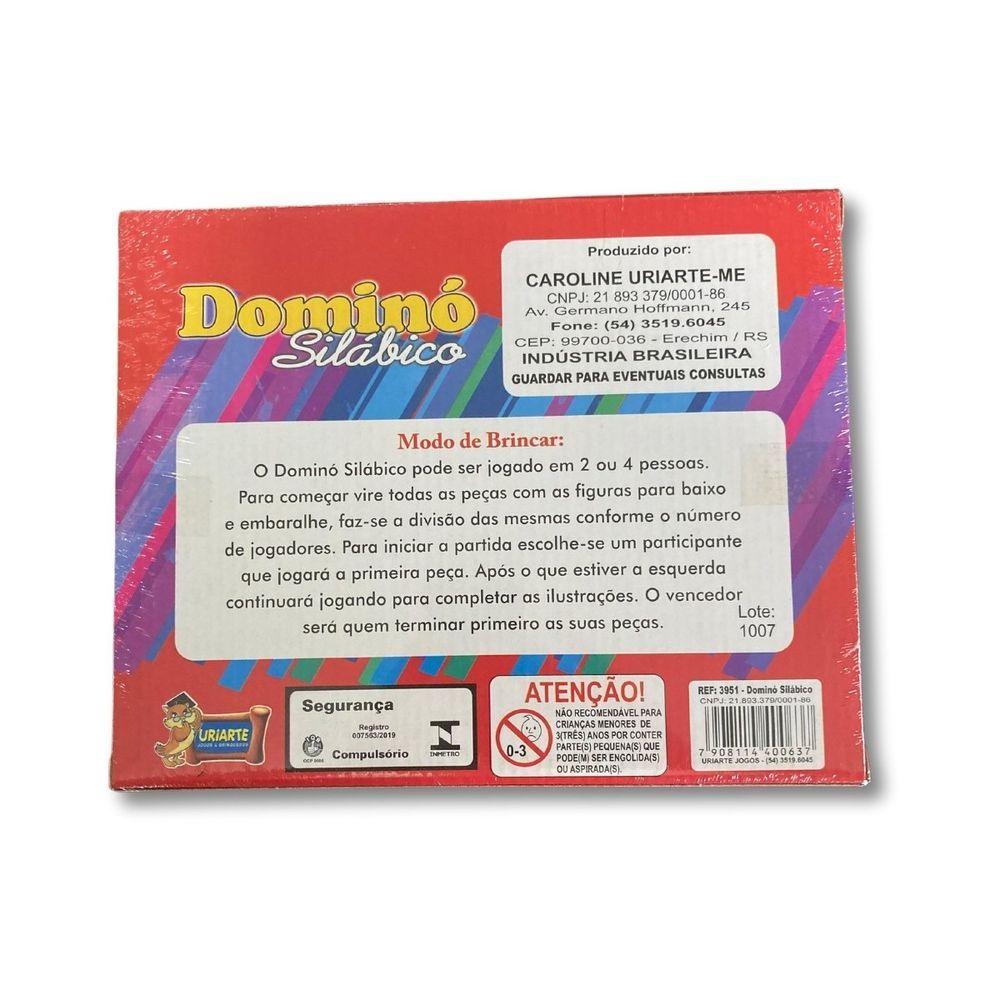 Dominó
Silábico
Produzido por:
CAROLINE URIARTE-ME
CNPJ: 21 893 379/0001-86
Av. Germano Hoffmann, 245
Fone: (54) 3519.6045
CEP: 99700-036 - Erechim / RS
INDÚSTRIA BRASILEIRA
GUARDAR PARA EVENTUAIS CONSULTAS
Modo de Brincar:
O Dominó Silábico pode ser jogado em 2 ou 4 pessoas.
Para começar vire todas as peças com as figuras para baixo
e embaralhe, faz-se a divisão das mesmas conforme o número
de jogadores. Para iniciar a partida escolhe-se um participante
que jogará a primeira peça. Após o que estiver a esquerda
continuará jogando para completar as ilustrações. O vencedor
será quem terminar primeiro as suas peças.
Lote:
1007
URIARTE
JOGOS & BRINQUEDOS
Segurança
Registro
007563/2019
Compulsório
INMETRO
ATENÇÃO!
0-3
NÃO RECOMENDÁVEL PARA
CRIANÇAS MENORES DE
3(TRÊS) ANOS POR CONTER
PARTE(S) PEQUENA(S) QUE
PODE(M) SER ENGOLIDA(S)
OU ASPIRADA(S).
REF: 3951 - Dominó Silábico
CNPJ: 21.893.379/0001-86
7 908114 400637
URIARTE JOGOS - (54) 3519.6045